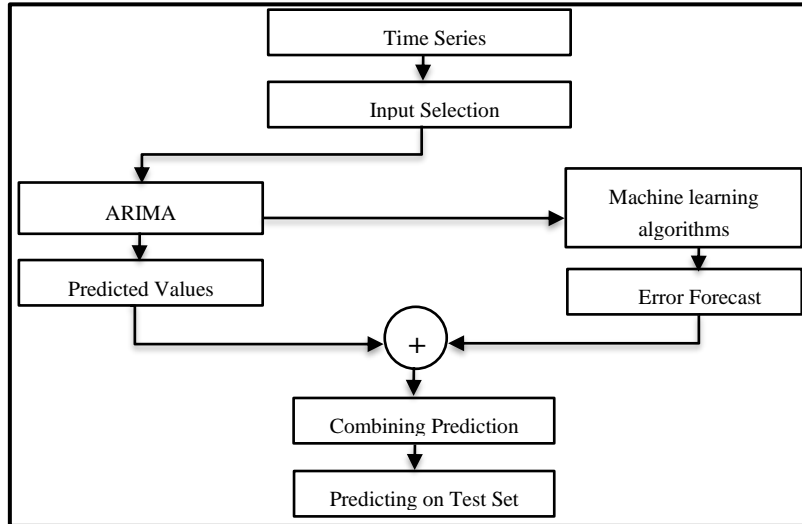 Time Series
Input Selection
ARIMA
Machine learning
algorithms
Predicted Values
Error Forecast
+
Combining Prediction
Predicting on Test Set